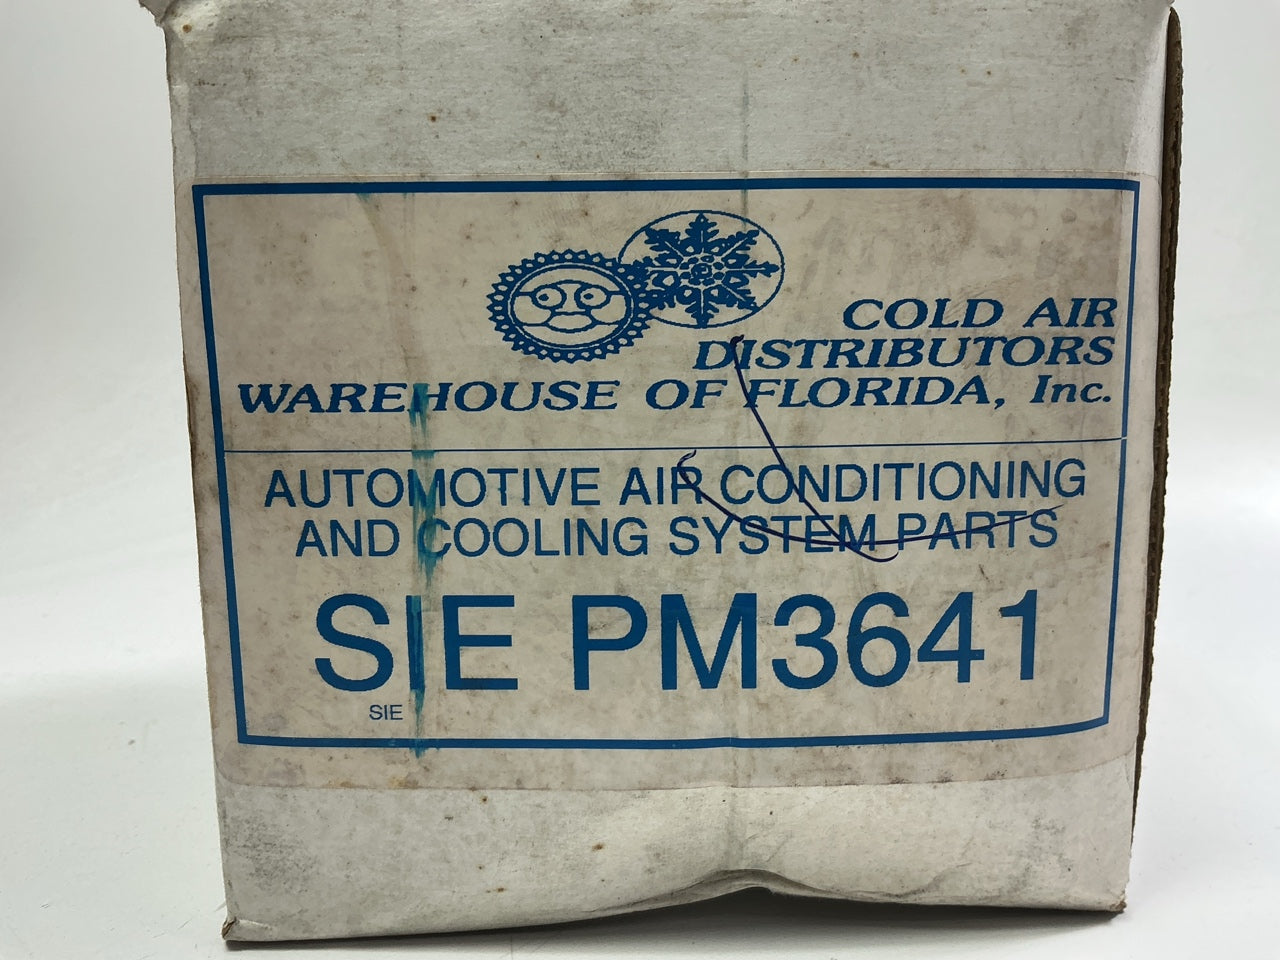 COLD AIR
DISTRIBUTORS
WAREHOUSE OF FLORIDA, Inc.
AUTOMOTIVE AIR CONDITIONING
AND COOLING SYSTEM PARTS
SIE PM3641
SIE